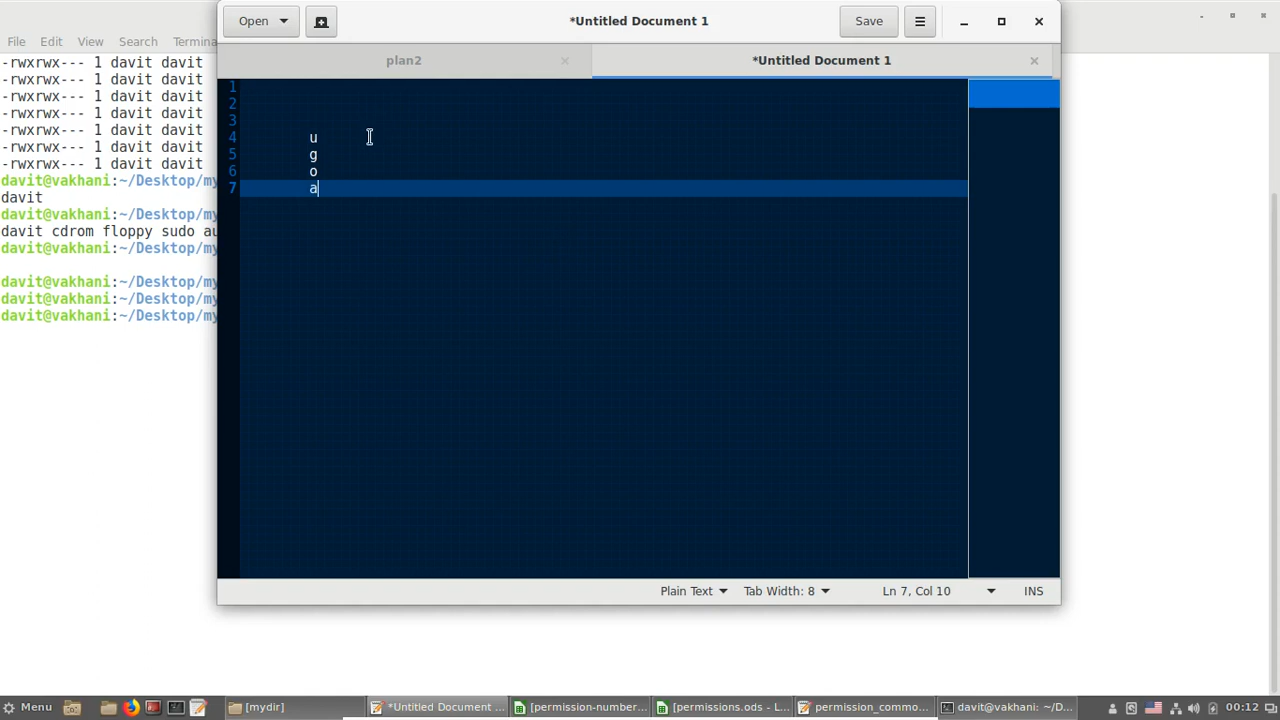 Open
*Untitled Document 1
Save
File Edit View Search Termina
plan2
*Untitled Document 1
-rwxrwx--- 1 davit davit
-rwxrwx--- 1 davit davit
-rwxrwx--- 1 davit davit
-rwxrwx--- 1 davit davit
-rwxrwx--- 1 davit davit
-rwxrwx--- 1 davit davit
-rwxrwx--- 1 davit davit
davit@vakhani:~/Desktop/my
davit
davit@vakhani:~/Desktop/my
davit cdrom floppy sudo au
davit@vakhani:~/Desktop/my
davit@vakhani:~/Desktop/my
davit@vakhani:~/Desktop/my
davit@vakhani:~/Desktop/my
1
2
3
4 u
5 g
6 o
7 a
Plain Text Tab Width: 8 Ln 7, Col 10 INS
Menu [mydir] *Untitled Document ... [permission-number... [permissions.ods - L... permission_commo... davit@vakhani: ~/D... 00:12